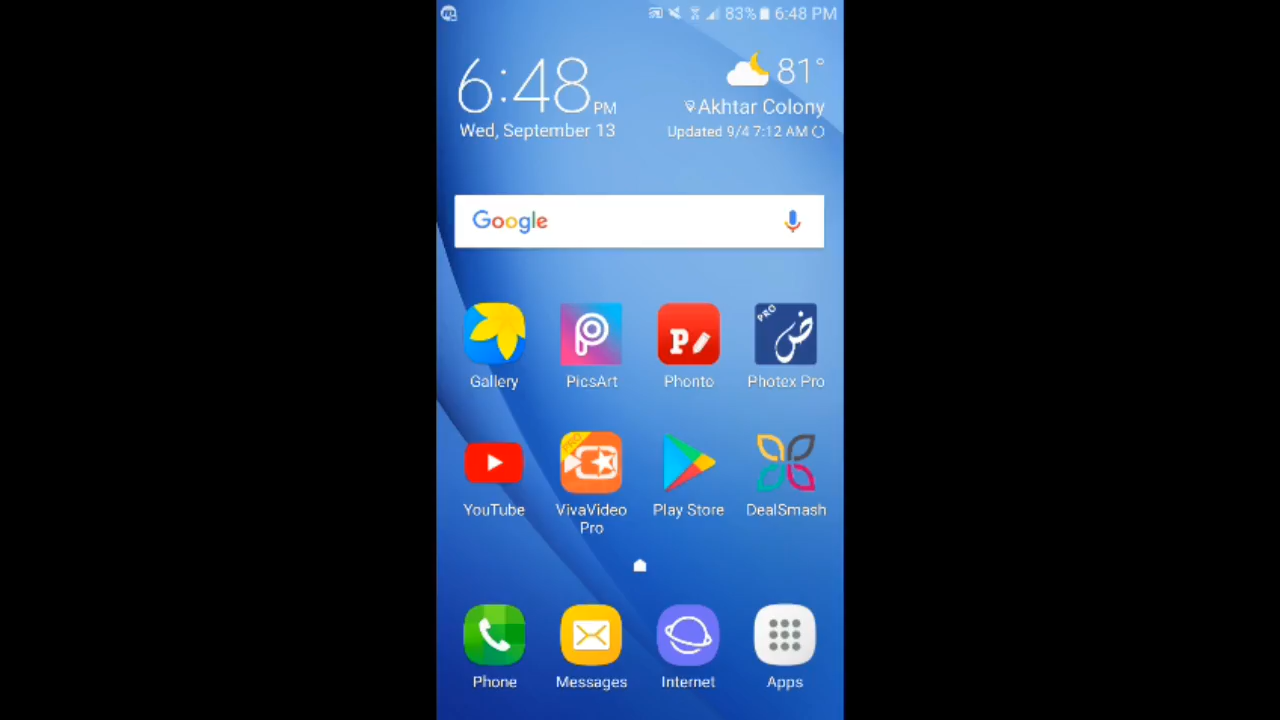 83% 6:48 PM
6:48 PM
81°
Akhtar Colony
Wed, September 13
Updated 9/4 7:12 AM
Google
PRO
ض
Gallery
PicsArt
Phonto
Photex Pro
PRO
YouTube
VivaVideo
Pro
Play Store
DealSmash
Phone
Messages
Internet
Apps